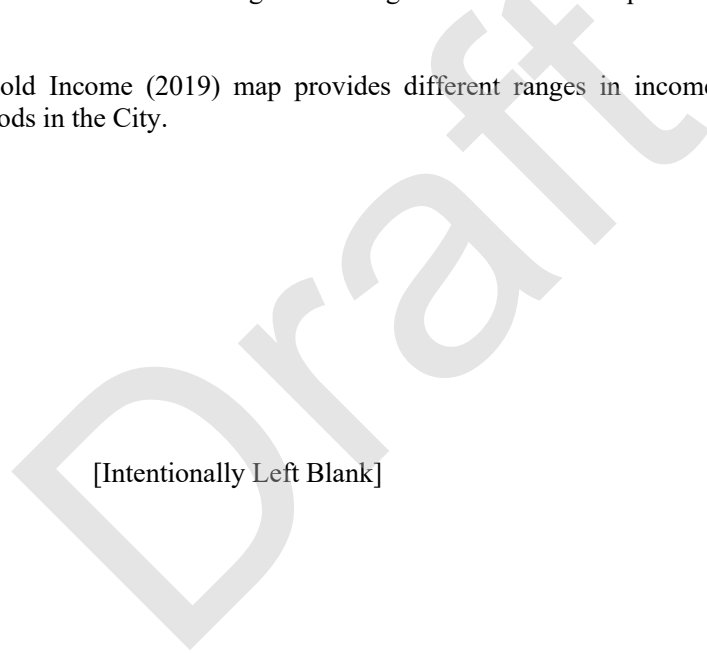 old Income (2019) map provides different ranges in income
ods in the City.
Draft
[Intentionally Left Blank]